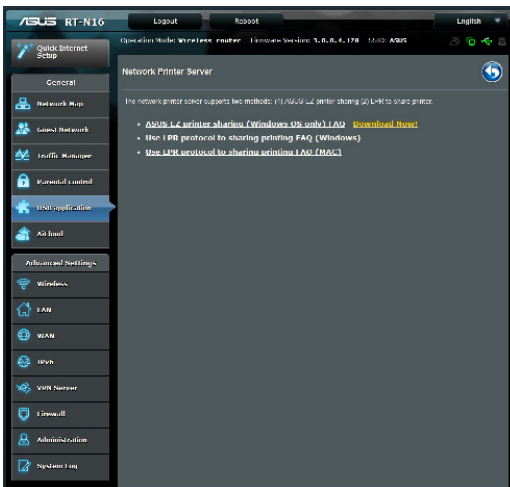 ASUS RT-N16
Logout
Reboot
English
Quick Internet Setup
Operation Mode: Wireless router Firmware Version: 3.0.0.4.178 SSID: ASUS
General
Network Map
Guest Network
Traffic Manager
Parental control
USB application
AiCloud
Advanced Settings
Wireless
LAN
WAN
IPv6
VPN Server
Firewall
Administration
System Log
Network Printer Server
The network printer server supports two methods: (1) ASUS EZ printer sharing (2) LPR to share printer.
ASUS EZ printer sharing (Windows OS only) FAQ Download Now!
Use LPR protocol to sharing printing FAQ (Windows)
Use LPR protocol to sharing printing FAQ (MAC)